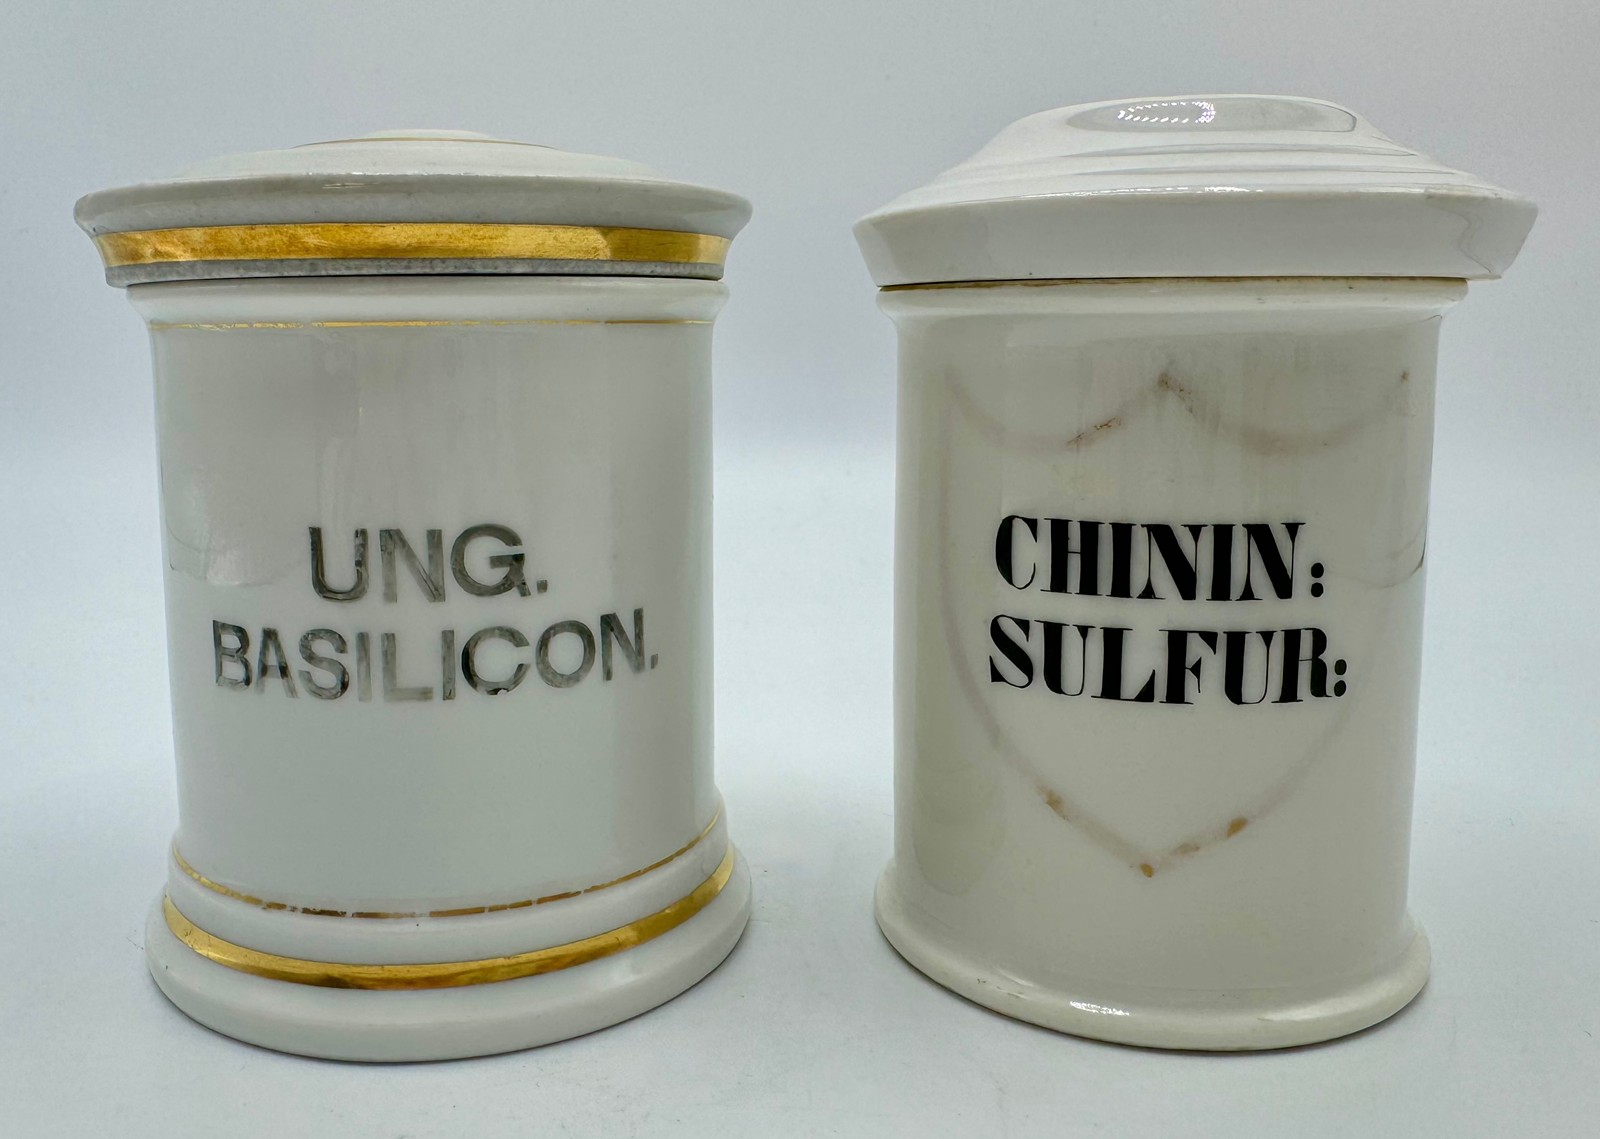 UNG.
BASILICON.
CHININ:
SULFUR: